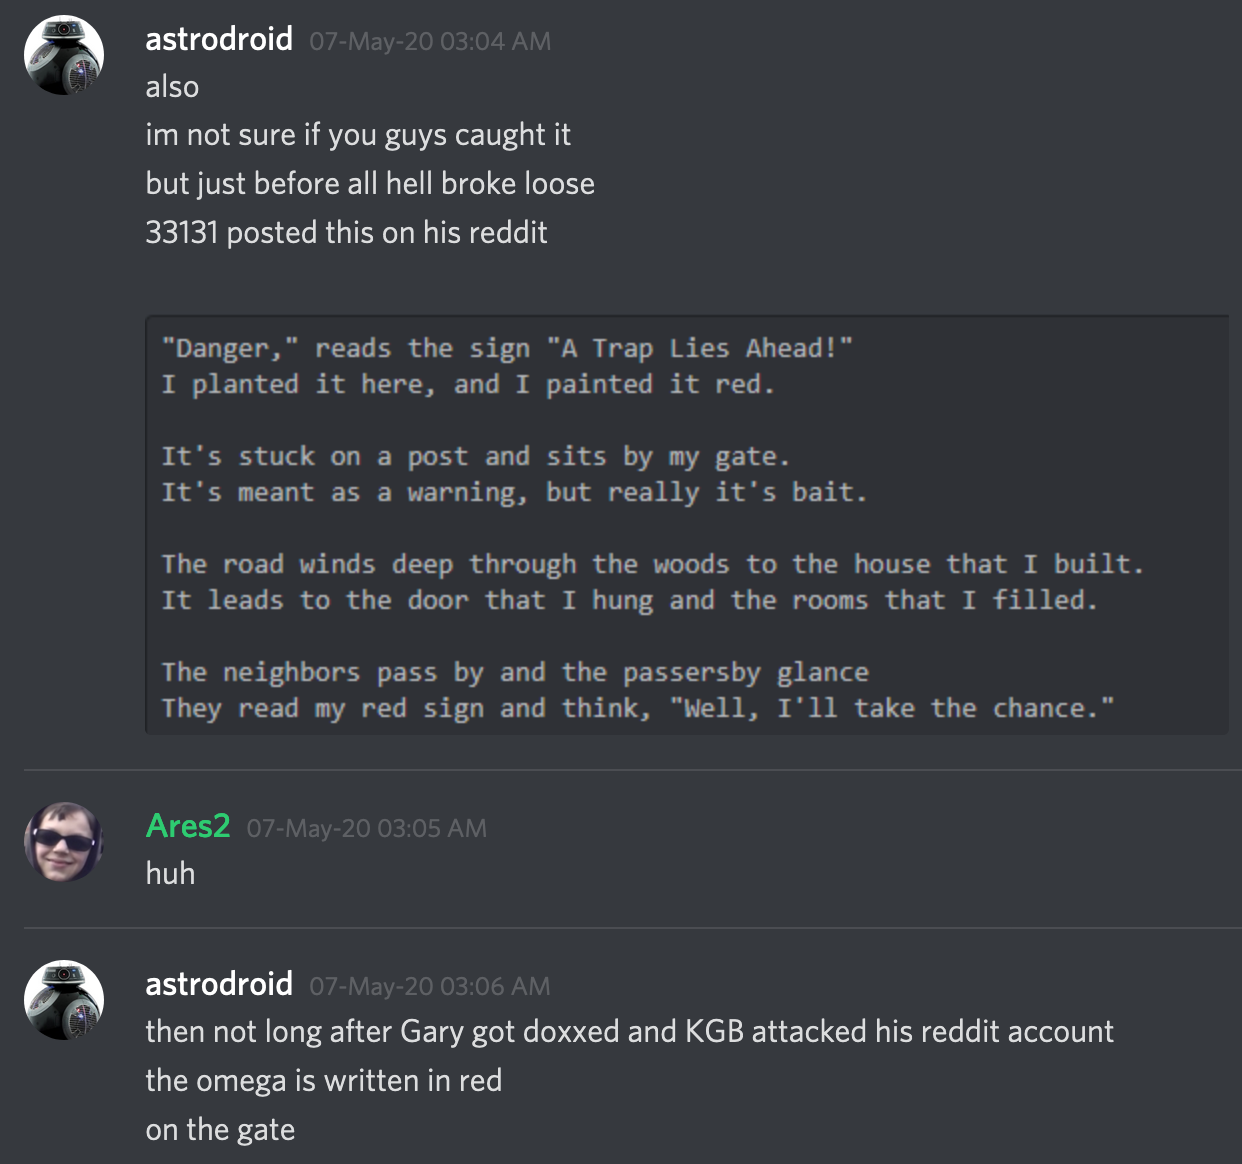 astrodroid 07-May-20 03:04 AM
also
im not sure if you guys caught it
but just before all hell broke loose
33131 posted this on his reddit
"Danger," reads the sign "A Trap Lies Ahead!"
I planted it here, and I painted it red.
It's stuck on a post and sits by my gate.
It's meant as a warning, but really it's bait.
The road winds deep through the woods to the house that I built.
It leads to the door that I hung and the rooms that I filled.
The neighbors pass by and the passersby glance
They read my red sign and think, "Well, I'll take the chance."
Ares2 07-May-20 03:05 AM
huh
astrodroid 07-May-20 03:06 AM
then not long after Gary got doxxed and KGB attacked his reddit account
the omega is written in red
on the gate